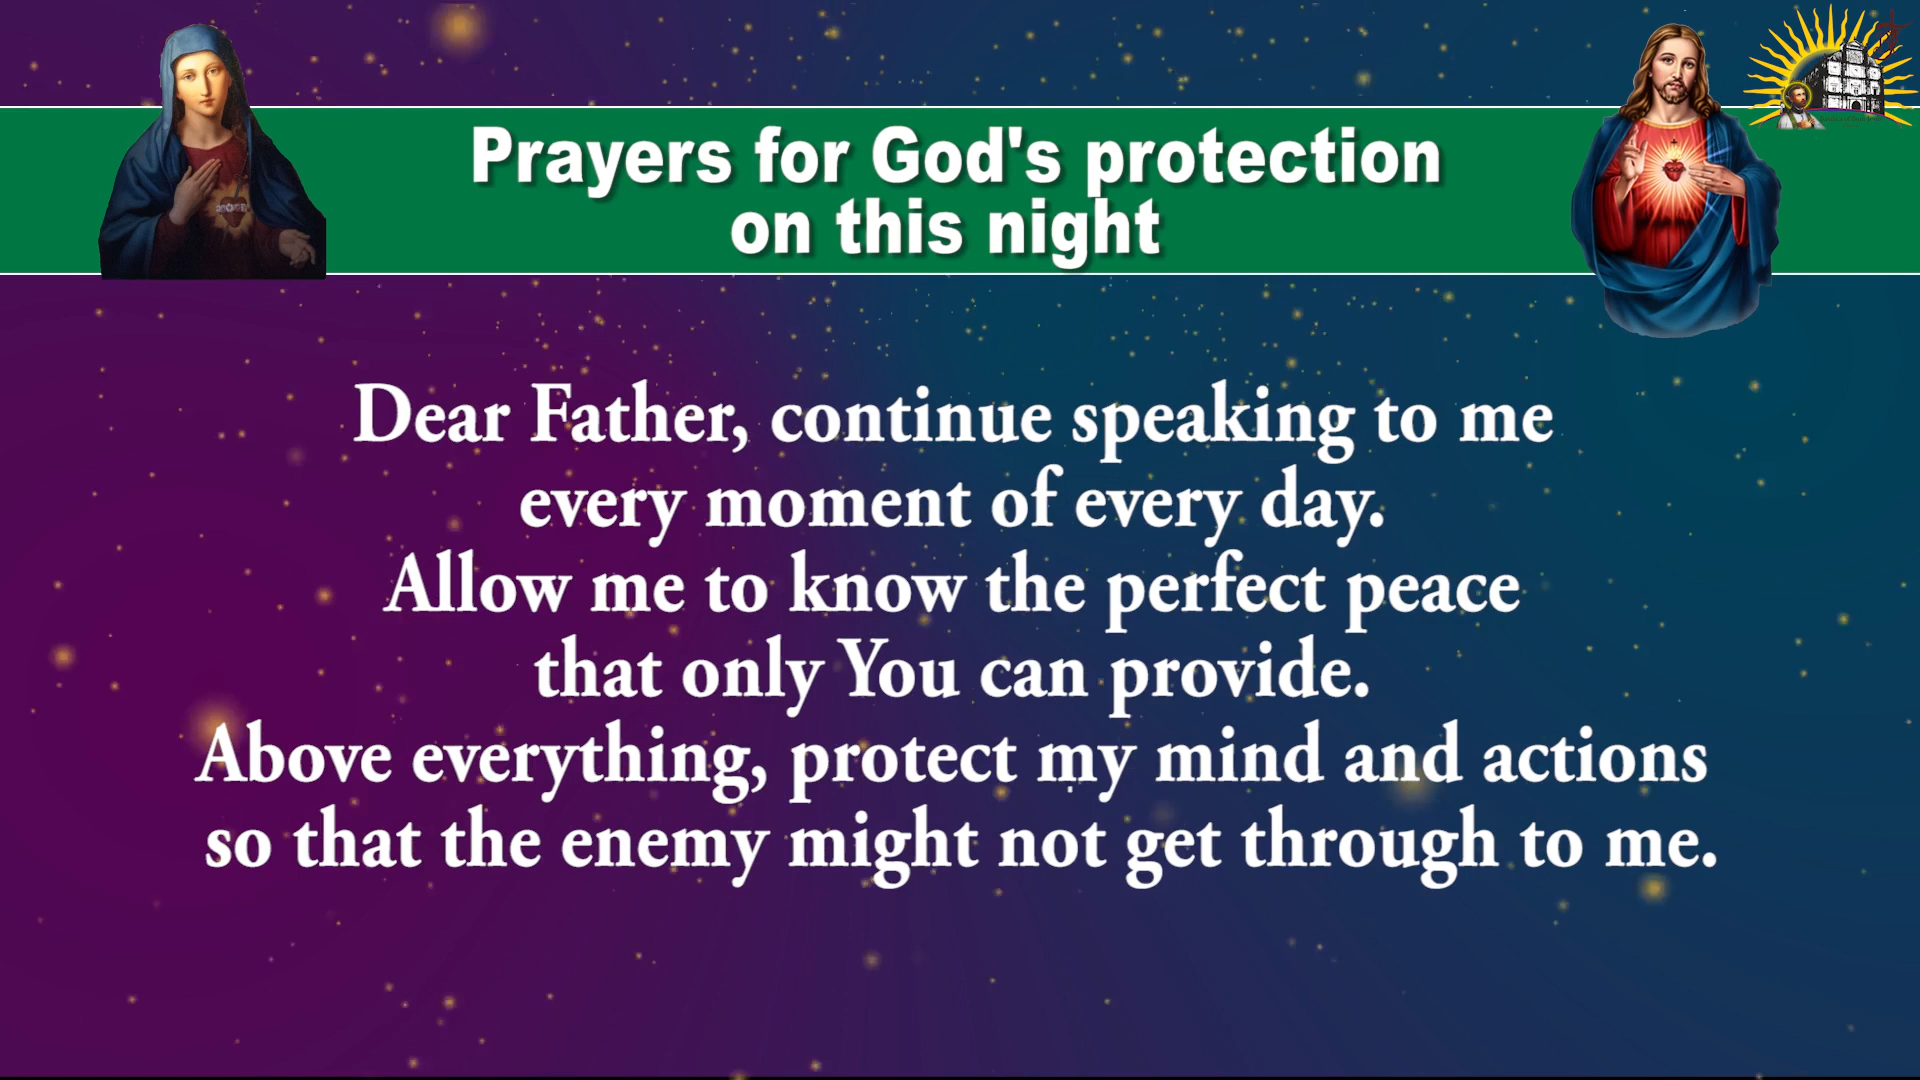 Prayers for God's protection
on this night
Dear Father, continue speaking to me
every moment of every day.
Allow me to know the perfect peace
that only You can provide.
Above everything, protect my mind and actions
so that the enemy might not get through to me.